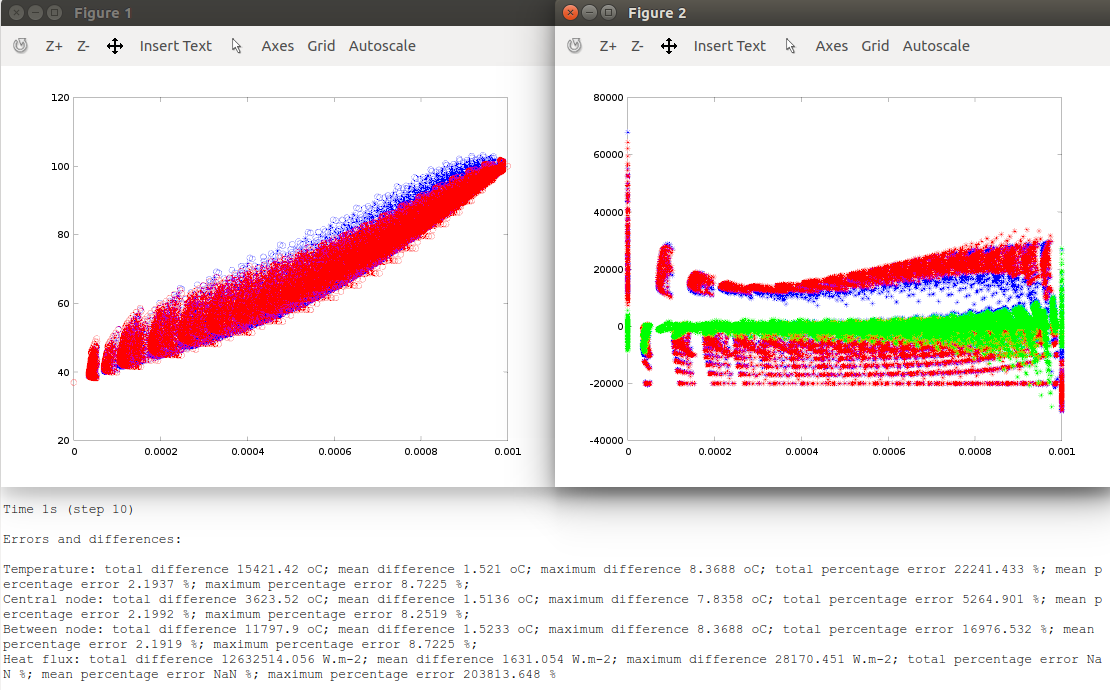 Figure 1
Figure 2
Z+ Z- Insert Text Axes Grid Autoscale
Z+ Z- Insert Text Axes Grid Autoscale
120
100
80
60
40
20
0 0.0002 0.0004 0.0006 0.0008 0.001
80000
60000
40000
20000
0
-20000
-40000
0 0.0002 0.0004 0.0006 0.0008 0.001
Time 1s (step 10)
Errors and differences:
Temperature: total difference 15421.42 oC; mean difference 1.521 oC; maximum difference 8.3688 oC; total percentage error 22241.433 %; mean p
ercentage error 2.1937 %; maximum percentage error 8.7225 %;
Central node: total difference 3623.52 oC; mean difference 1.5136 oC; maximum difference 7.8358 oC; total percentage error 5264.901 %; mean p
ercentage error 2.1992 %; maximum percentage error 8.2519 %;
Between node: total difference 11797.9 oC; mean difference 1.5233 oC; maximum difference 8.3688 oC; total percentage error 16976.532 %; mean
percentage error 2.1919 %; maximum percentage error 8.7225 %;
Heat flux: total difference 12632514.056 W.m-2; mean difference 1631.054 W.m-2; maximum difference 28170.451 W.m-2; total percentage error Na
N %; mean percentage error NaN %; maximum percentage error 203813.648 %